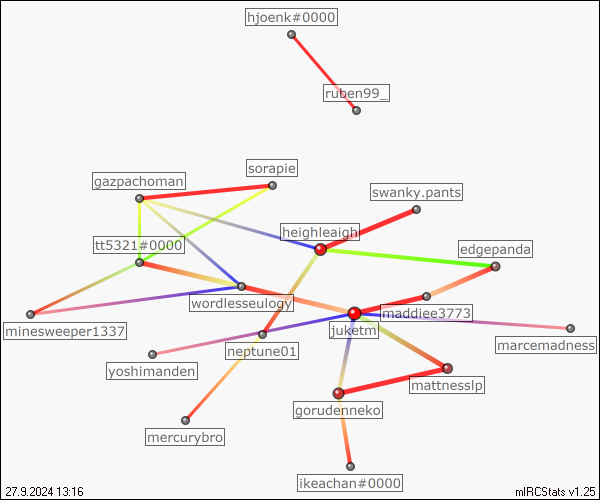 hjoenk#0000
ruben99_
sorapie
gazpachoman
swanky.pants
heighleaigh
tt5321#0000
edgepanda
wordlesseulogy
maddiee3773
minesweeper1337
juketm
marcemadness
neptune01
yoshimanden
mattnesslp
gorudenneko
mercurybro
ikeachan#0000
27.9.2024 13:16
mIRCStats v1.25